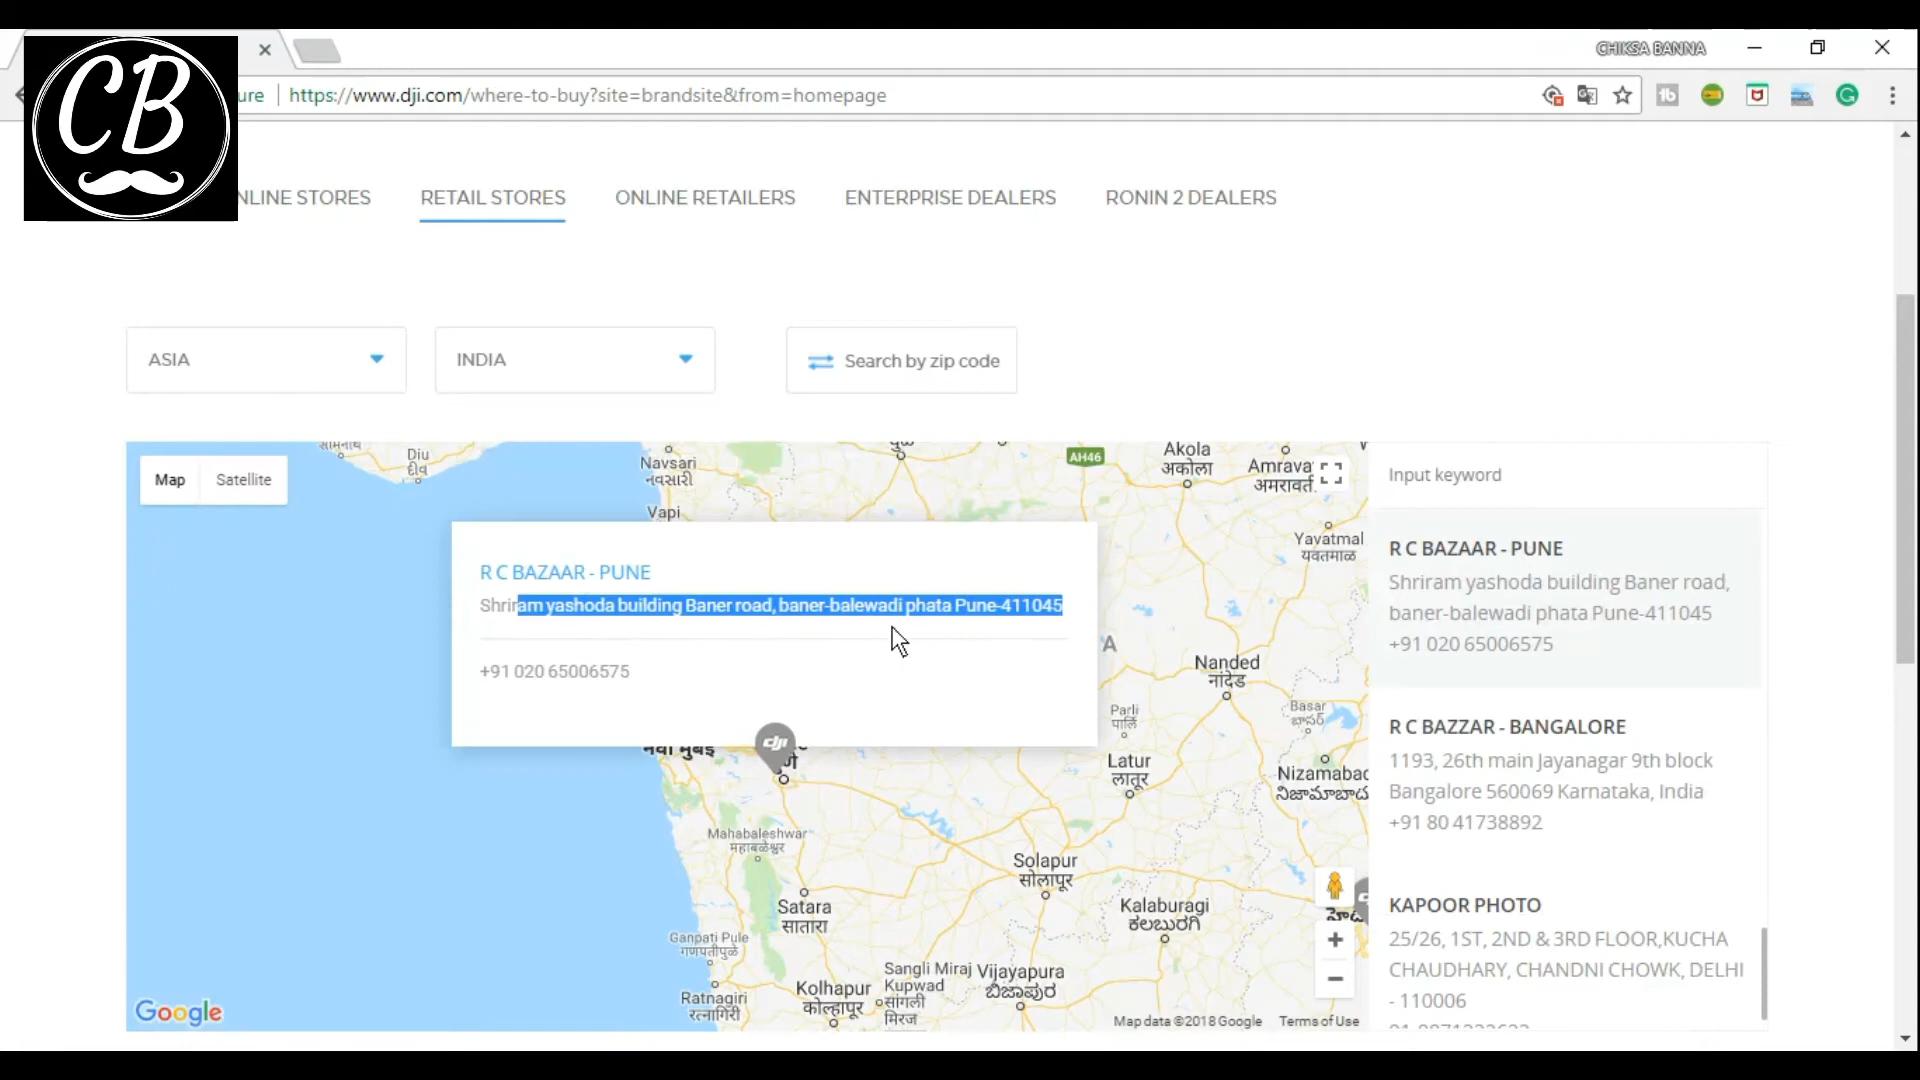 CHIKSA BANNA
CB
ure
https://www.dji.com/where-to-buy?site=brandsite&from=homepage
NLINE STORES
RETAIL STORES
ONLINE RETAILERS
ENTERPRISE DEALERS
RONIN 2 DEALERS
ASIA
INDIA
Search by zip code
Map
Satellite
Diu
Navsari
નવસારી
Vapi
AH46
Akola
अकोला
Amrava
अमरावत
Yavatmal
यवतमाळ
Input keyword
R C BAZAAR - PUNE
Shriram yashoda building Baner road, baner-balewadi phata Pune-411045
+91 020 65006575
dji
नवी मुंबई
R C BAZAAR - PUNE
Shriram yashoda building Baner road,
baner-balewadi phata Pune-411045
+91 020 65006575
A
Nanded
नांदेड
Parli
Basar
Latur
लातूर
Nizamabad
R C BAZZAR - BANGALORE
1193, 26th main Jayanagar 9th block
Bangalore 560069 Karnataka, India
+91 80 41738892
Mahabaleshwar
महाबळेश्वर
Solapur
सोलापूर
Satara
सातारा
Kalaburagi
ಕಲಬುರಗಿ
Ganpati Pule
गणपतीपुळे
Sangli Miraj
Kupwad
सांगली
मिरज
Vijayapura
ವಿಜಯಪುರ
Kolhapur
कोल्हापूर
Ratnagiri
रत्नागिरी
KAPOOR PHOTO
25/26, 1ST, 2ND & 3RD FLOOR,KUCHA
CHAUDHARY, CHANDNI CHOWK, DELHI
- 110006
Google
Map data ©2018 Google
Terms of Use